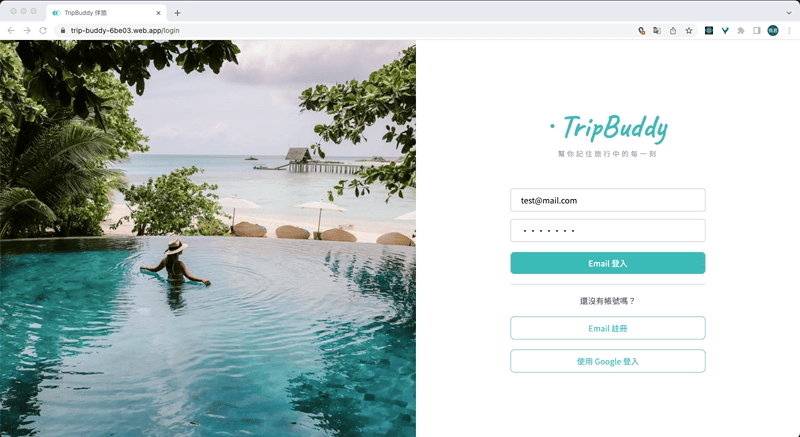 TripBuddy 伴旅
trip-buddy-6be03.web.app/login
TripBuddy
幫你記住旅行中的每一刻
test@mail.com
Email 登入
還沒有帳號嗎？
Email 註冊
使用 Google 登入